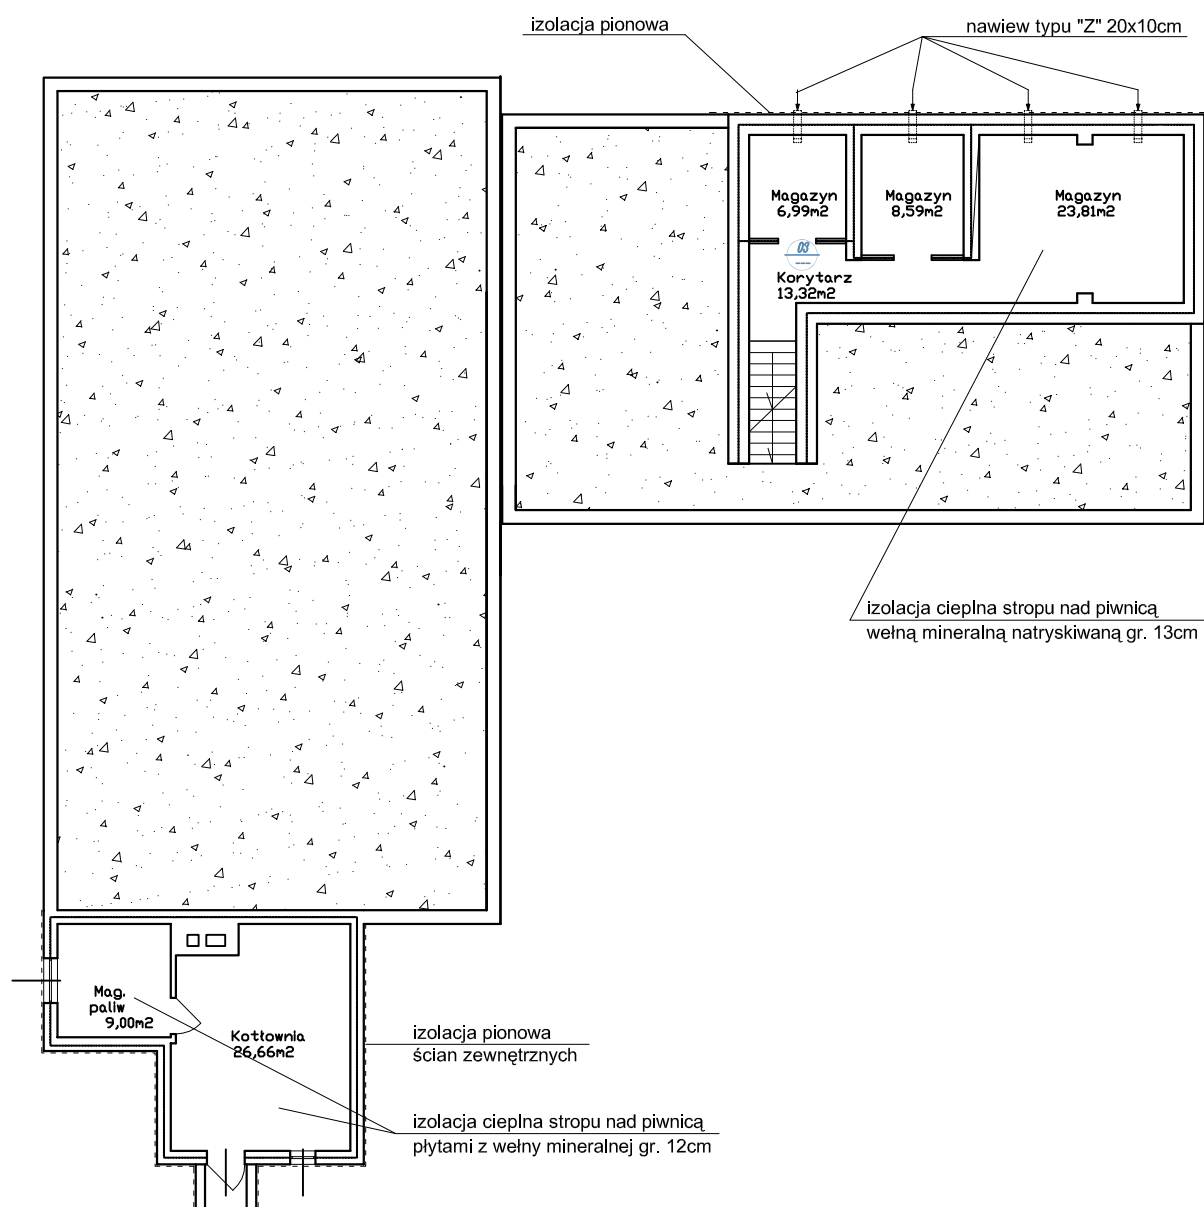 izolacja pionowa
nawiew typu "Z" 20x10cm
Magazyn
6,99m2
Magazyn
8,59m2
Magazyn
23,81m2
03
Korytarz
13,32m2
izolacja cieplna stropu nad piwnicą
wełną mineralną natryskiwaną gr. 13cm
Mag.
paliw
9,00m2
Kotłownia
26,66m2
izolacja pionowa
ścian zewnętrznych
izolacja cieplna stropu nad piwnicą
płytami z wełny mineralnej gr. 12cm